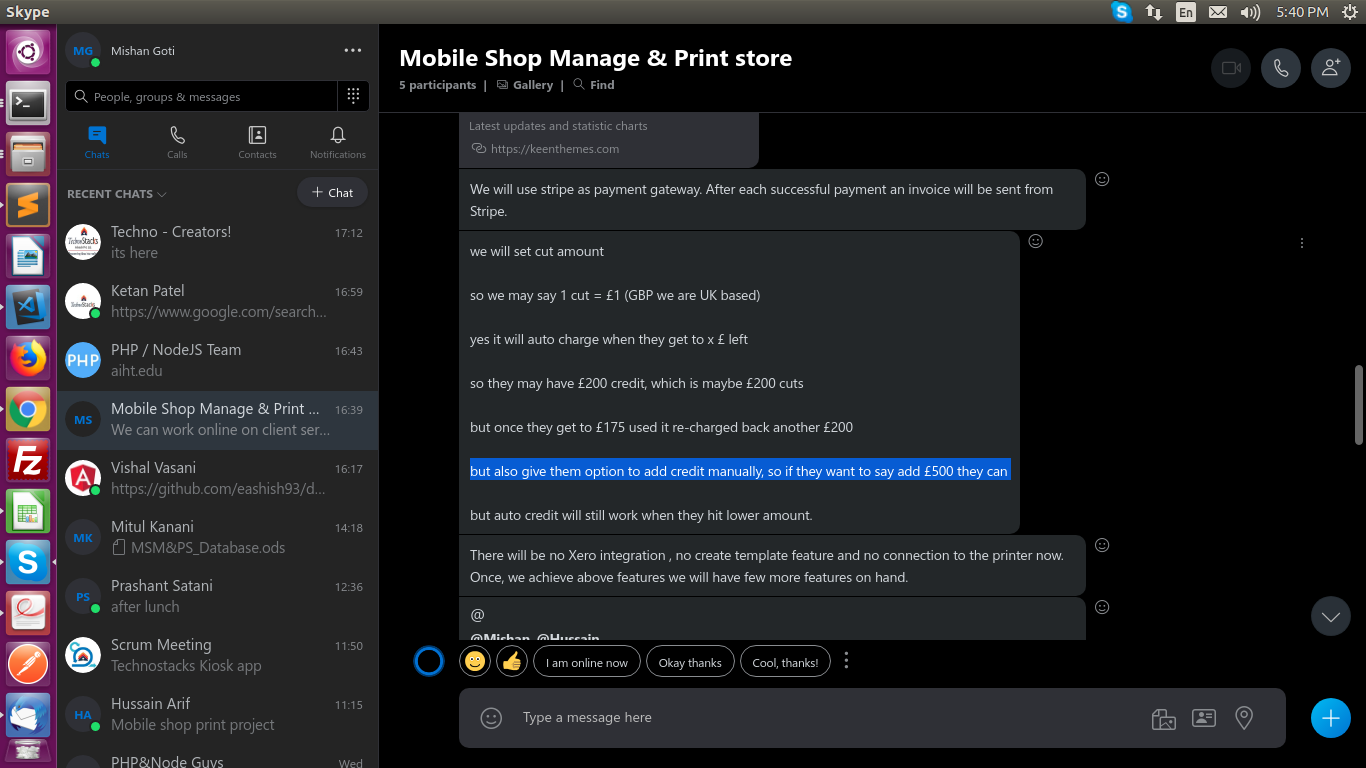 Skype
En
5:40 PM
MG
Mishan Goti
People, groups & messages
Chats
Calls
Contacts
Notifications
RECENT CHATS
+ Chat
Techno - Creators!
17:12
its here
Ketan Patel
16:59
https://www.google.com/search...
PHP
PHP / NodeJS Team
16:43
aiht.edu
MS
Mobile Shop Manage & Print ...
16:39
We can work online on client ser...
Vishal Vasani
16:17
https://github.com/eashish93/d...
MK
Mitul Kanani
14:18
MSM&PS_Database.ods
PS
Prashant Satani
12:36
after lunch
Scrum Meeting
11:50
Technostacks Kiosk app
HA
Hussain Arif
11:15
Mobile shop print project
PHP&Node Guys
Wed
Mobile Shop Manage & Print store
5 participants | Gallery | Find
Latest updates and statistic charts
https://keenthemes.com
We will use stripe as payment gateway. After each successful payment an invoice will be sent from
Stripe.
we will set cut amount
so we may say 1 cut = £1 (GBP we are UK based)
yes it will auto charge when they get to x £ left
so they may have £200 credit, which is maybe £200 cuts
but once they get to £175 used it re-charged back another £200
but also give them option to add credit manually, so if they want to say add £500 they can
but auto credit will still work when they hit lower amount.
There will be no Xero integration , no create template feature and no connection to the printer now.
Once, we achieve above features we will have few more features on hand.
@
@Mishan @Hussain
I am online now
Okay thanks
Cool, thanks!
Type a message here